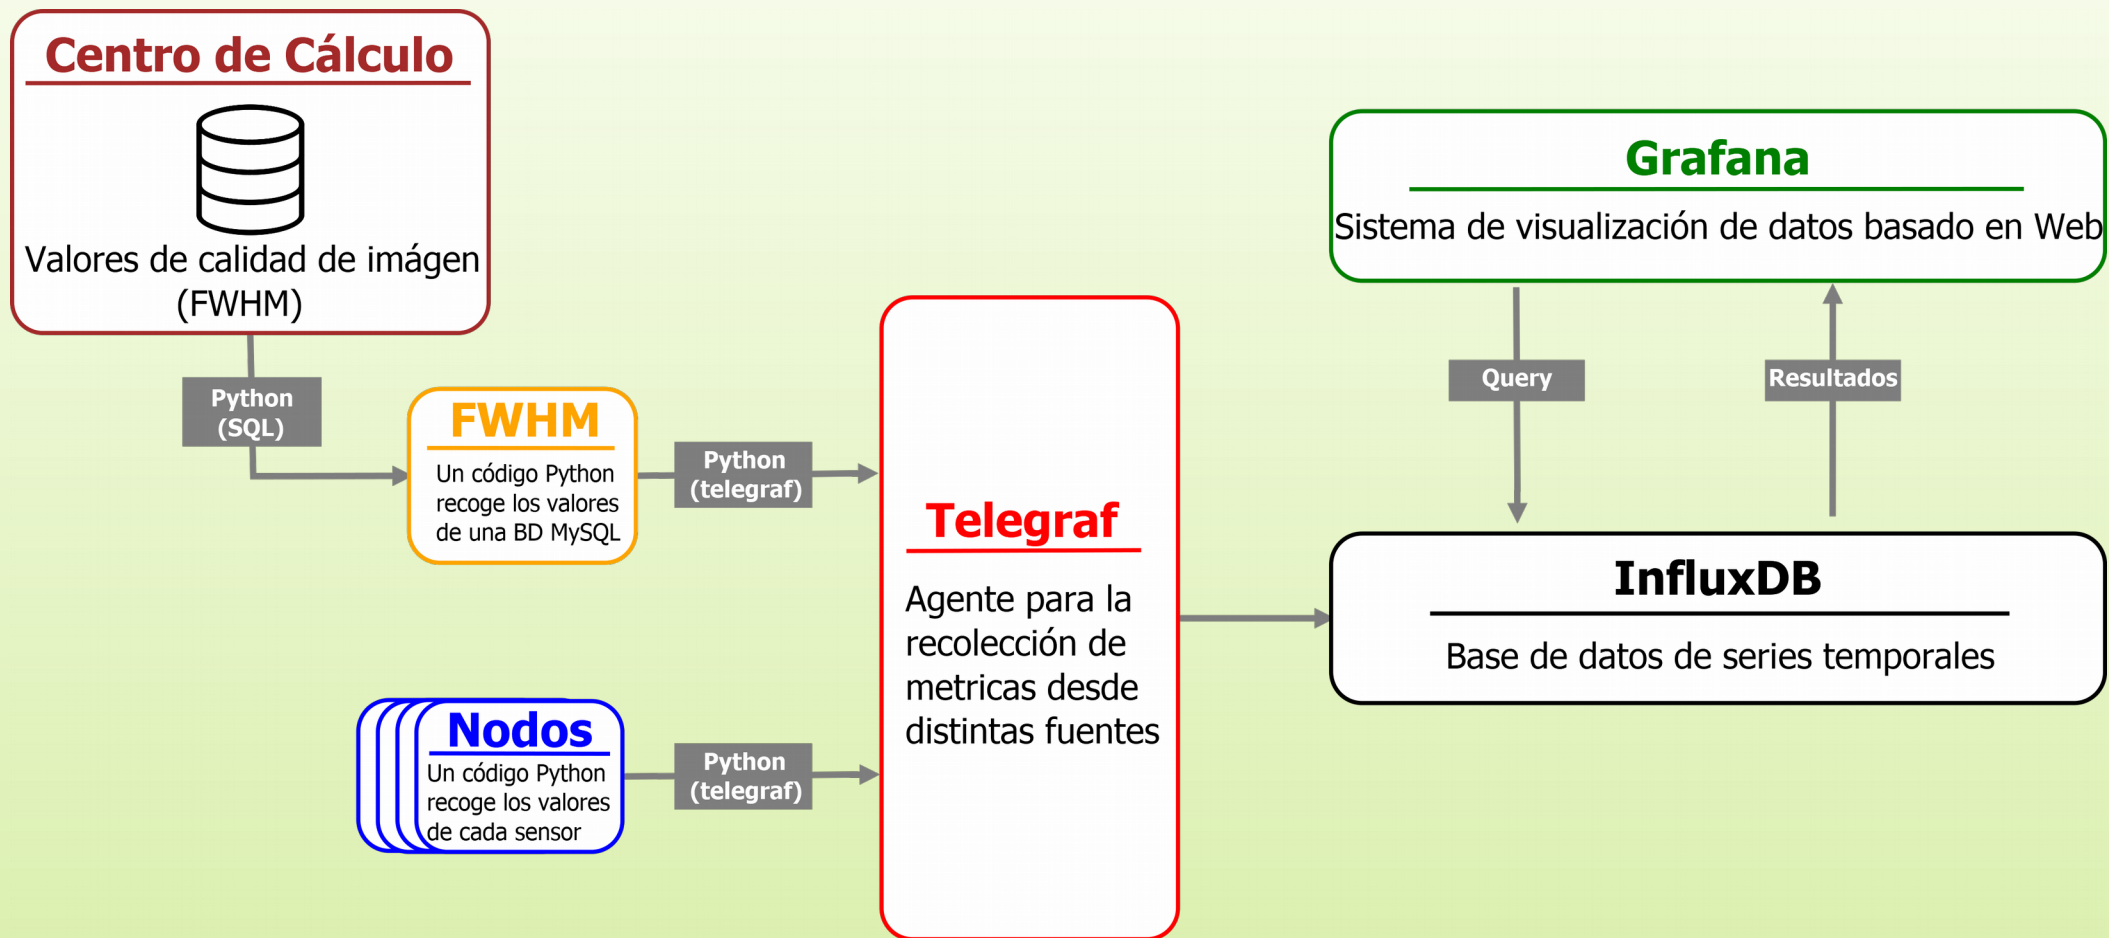 Centro de Cálculo
Valores de calidad de imágen
(FWHM)
Python
(SQL)
FWHM
Un código Python
recoge los valores
de una BD MySQL
Python
(telegraf)
Nodos
Un código Python
recoge los valores
de cada sensor
Python
(telegraf)
Telegraf
Agente para la
recolección de
metricas desde
distintas fuentes
Grafana
Sistema de visualización de datos basado en Web
Query
Resultados
InfluxDB
Base de datos de series temporales